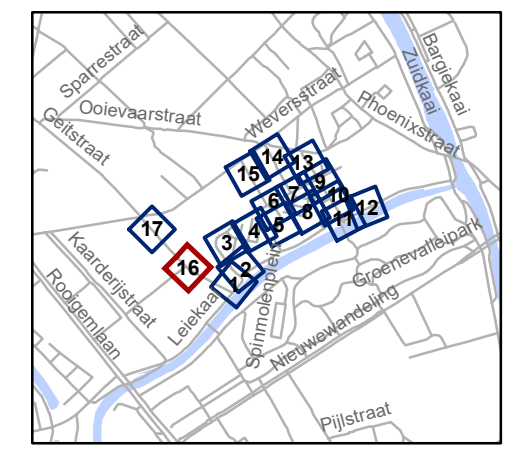 Sparrestraat
Bargiekaai
Zuidkaai
Weversstraat
Phoenixstraat
Ooievaarstraat
Geitstraat
14
13
15
9
7
10
6
12
8
11
17
5
4
3
16
2
1
Groenevalleipark
Kaarderijstraat
Leiekaai
Spinmolenplein
Rooigemlaan
Nieuwewandeling
Pijlstraat